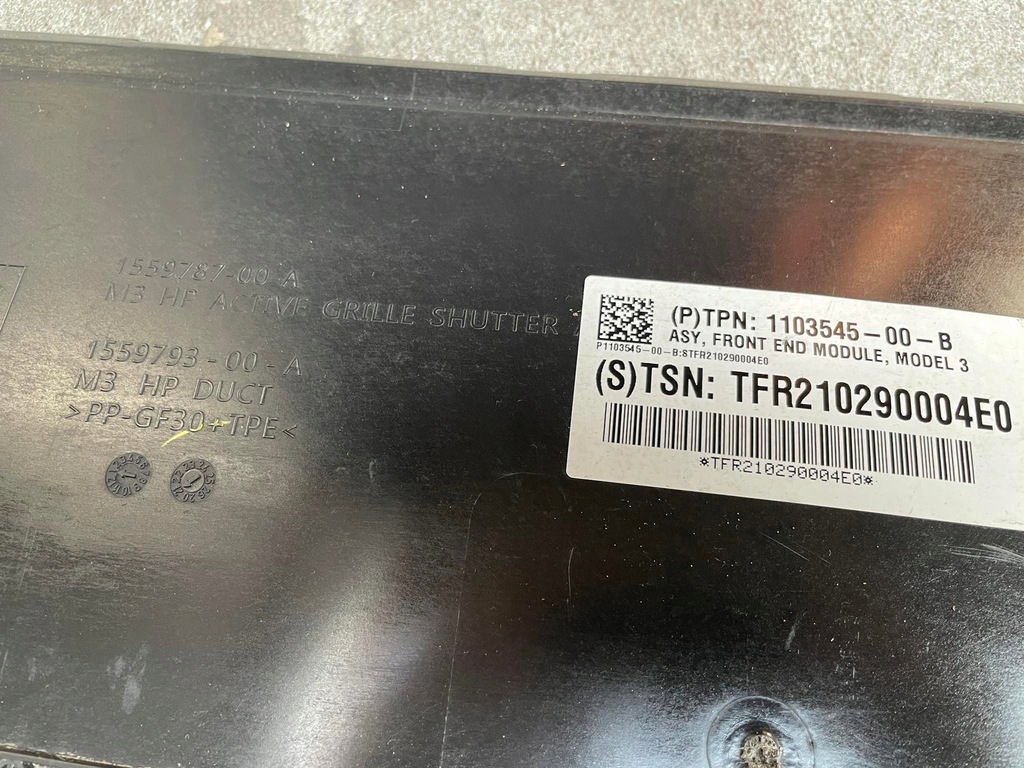 1559787-00-A
M3 HP ACTIVE GRILLE SHUTTER
1559793-00-A
M3 HP DUCT
>PP-GF30+TPE<
(P)TPN: 1103545-00-B
ASY, FRONT END MODULE, MODEL 3
P1103545-00-B:STFR210290004E0
(S)TSN: TFR210290004E0
*TFR210290004E0*